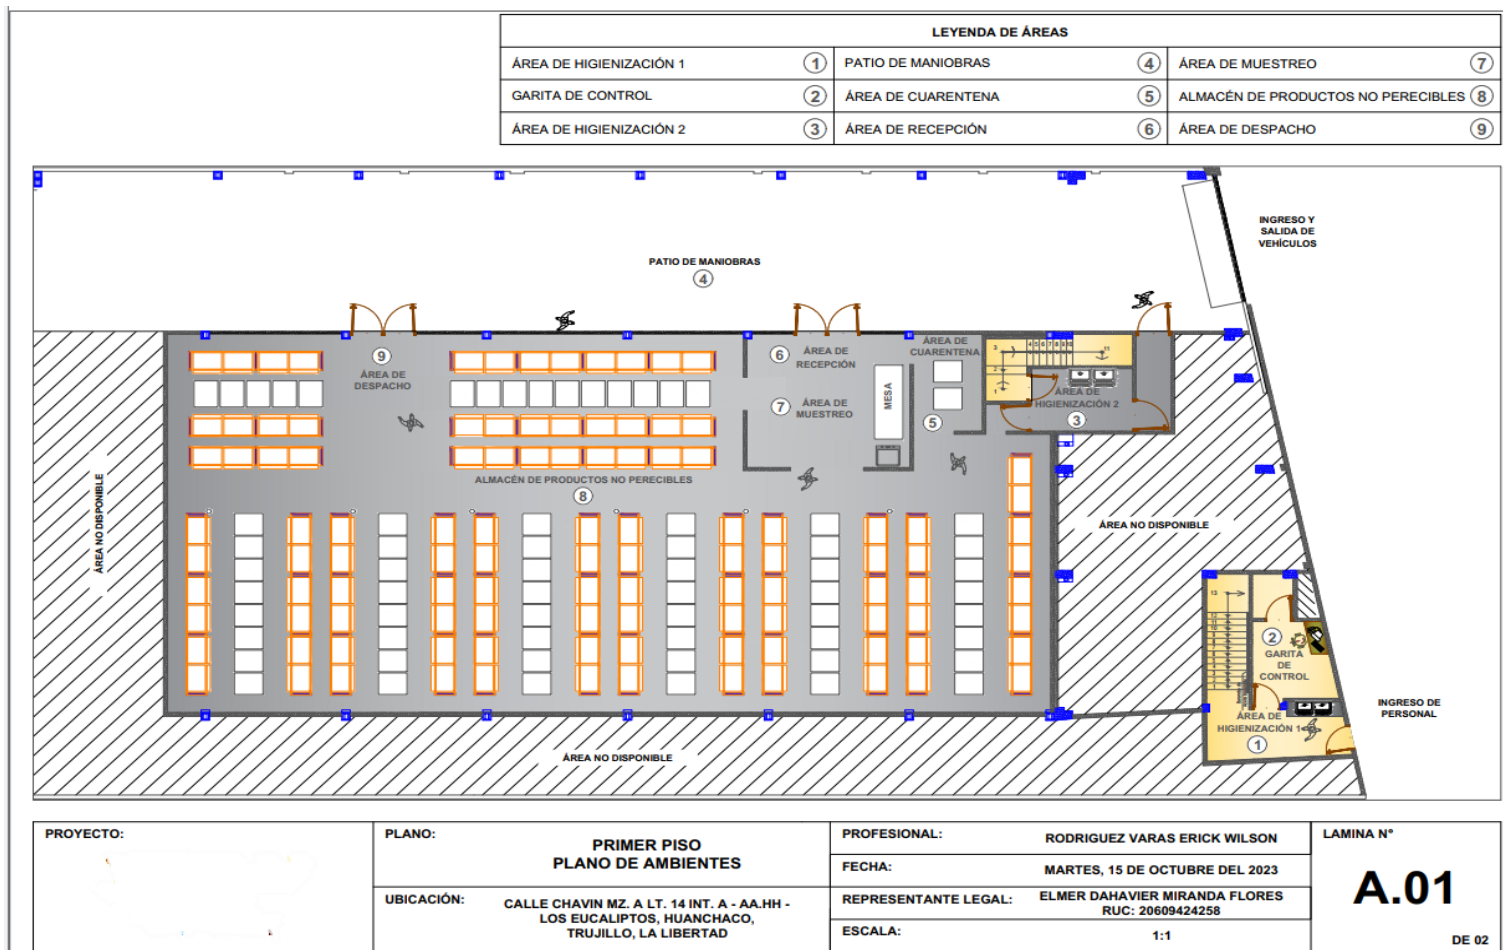 LEYENDA DE ÁREAS
ÁREA DE HIGIENIZACIÓN 1 1 PATIO DE MANIOBRAS 4 ÁREA DE MUESTREO 7
GARITA DE CONTROL 2 ÁREA DE CUARENTENA 5 ALMACÉN DE PRODUCTOS NO PERECIBLES 8
ÁREA DE HIGIENIZACIÓN 2 3 ÁREA DE RECEPCIÓN 6 ÁREA DE DESPACHO 9
INGRESO Y
SALIDA DE
VEHÍCULOS
PATIO DE MANIOBRAS
4
9
ÁREA DE
DESPACHO
6
ÁREA DE
RECEPCIÓN
7
ÁREA DE
MUESTREO
MESA
ÁREA DE
CUARENTENA
5
ÁREA DE
HIGIENIZACIÓN 2
3
ALMACÉN DE PRODUCTOS NO PERECIBLES
8
ÁREA NO DISPONIBLE
ÁREA NO DISPONIBLE
ÁREA NO DISPONIBLE
13
2
GARITA
DE
CONTROL
ÁREA DE
HIGIENIZACIÓN 1
1
INGRESO DE
PERSONAL
PROYECTO:
PLANO:
PRIMER PISO
PLANO DE AMBIENTES
UBICACIÓN:
CALLE CHAVIN MZ. A LT. 14 INT. A - AA.HH -
LOS EUCALIPTOS, HUANCHACO,
TRUJILLO, LA LIBERTAD
PROFESIONAL: RODRIGUEZ VARAS ERICK WILSON
FECHA: MARTES, 15 DE OCTUBRE DEL 2023
REPRESENTANTE LEGAL: ELMER DAHAVIER MIRANDA FLORES
RUC: 20609424258
ESCALA: 1:1
LAMINA N°
A.01
DE 02